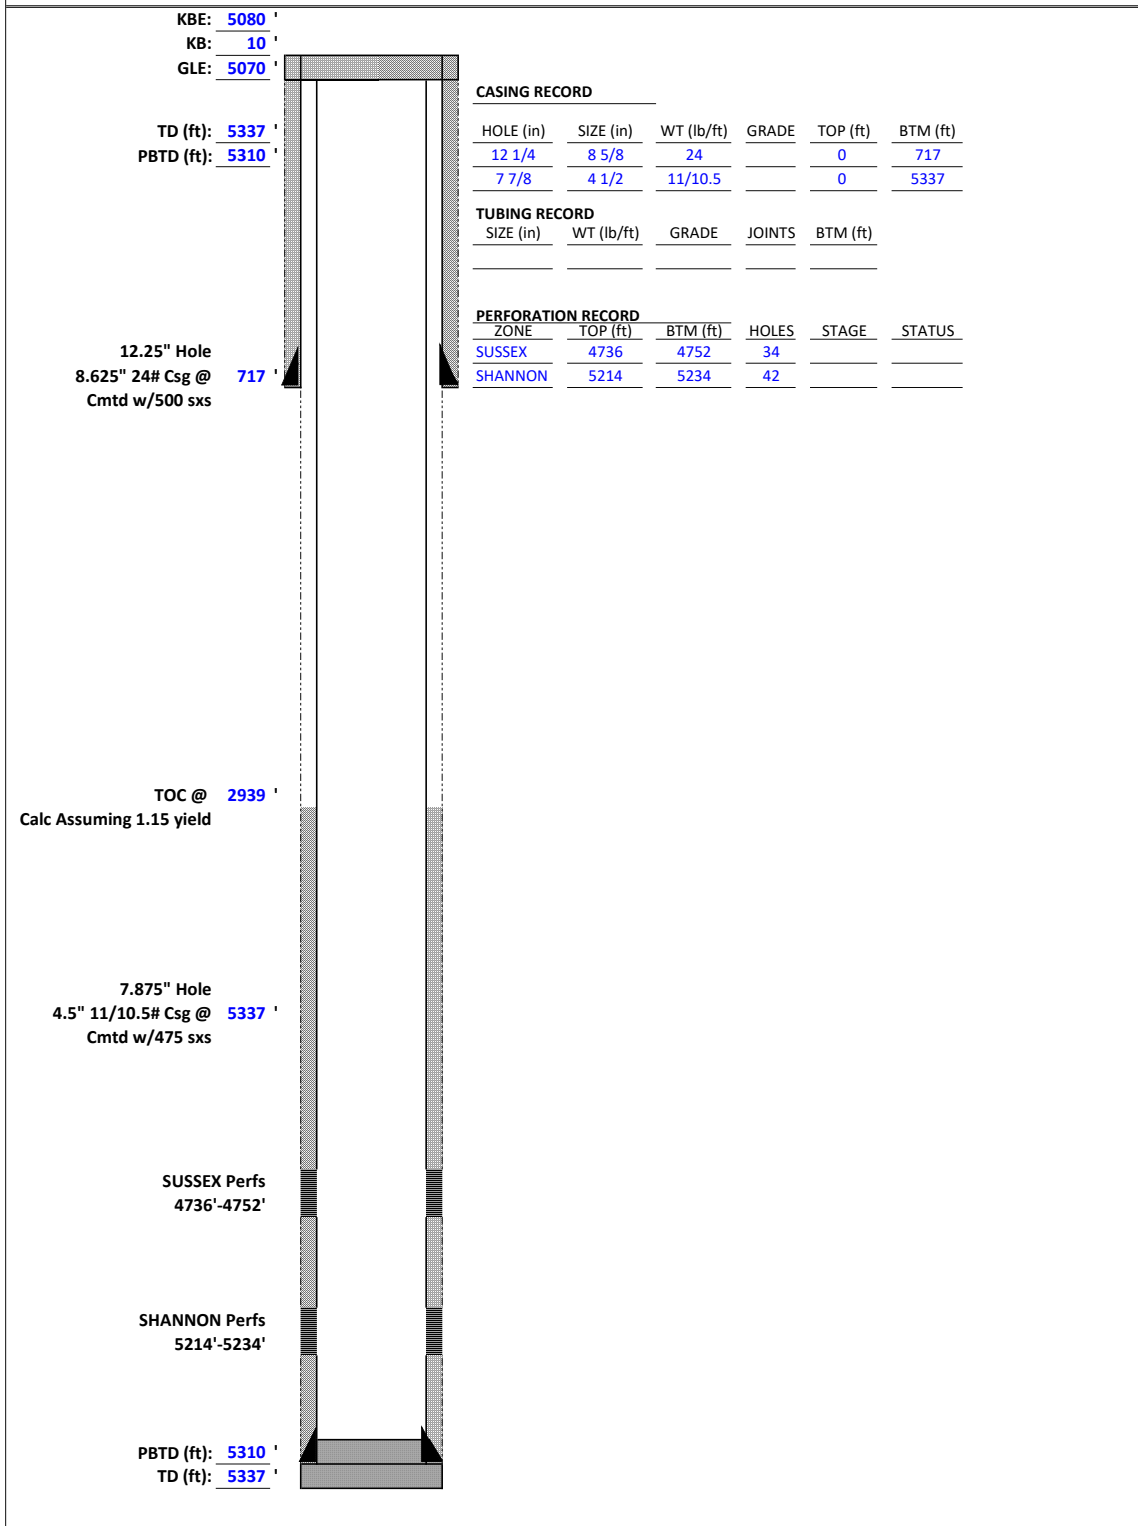 KBE: 5080 '
KB: 10 '
GLE: 5070 '
CASING RECORD
TD (ft): 5337 ' HOLE (in) SIZE (in) WT (lb/ft) GRADE TOP (ft) BTM (ft)
PBTD (ft): 5310 ' 12 1/4 8 5/8 24 0 717
7 7/8 4 1/2 11/10.5 0 5337
TUBING RECORD
SIZE (in) WT (lb/ft) GRADE JOINTS BTM (ft)
PERFORATION RECORD
ZONE TOP (ft) BTM (ft) HOLES STAGE STATUS
12.25" Hole SUSSEX 4736 4752 34
8.625" 24# Csg @ 717 ' SHANNON 5214 5234 42
Cmtd w/500 sxs
TOC @ 2939 '
Calc Assuming 1.15 yield
7.875" Hole
4.5" 11/10.5# Csg @ 5337 '
Cmtd w/475 sxs
SUSSEX Perfs
4736'-4752'
SHANNON Perfs
5214'-5234'
PBTD (ft): 5310 '
TD (ft): 5337 '